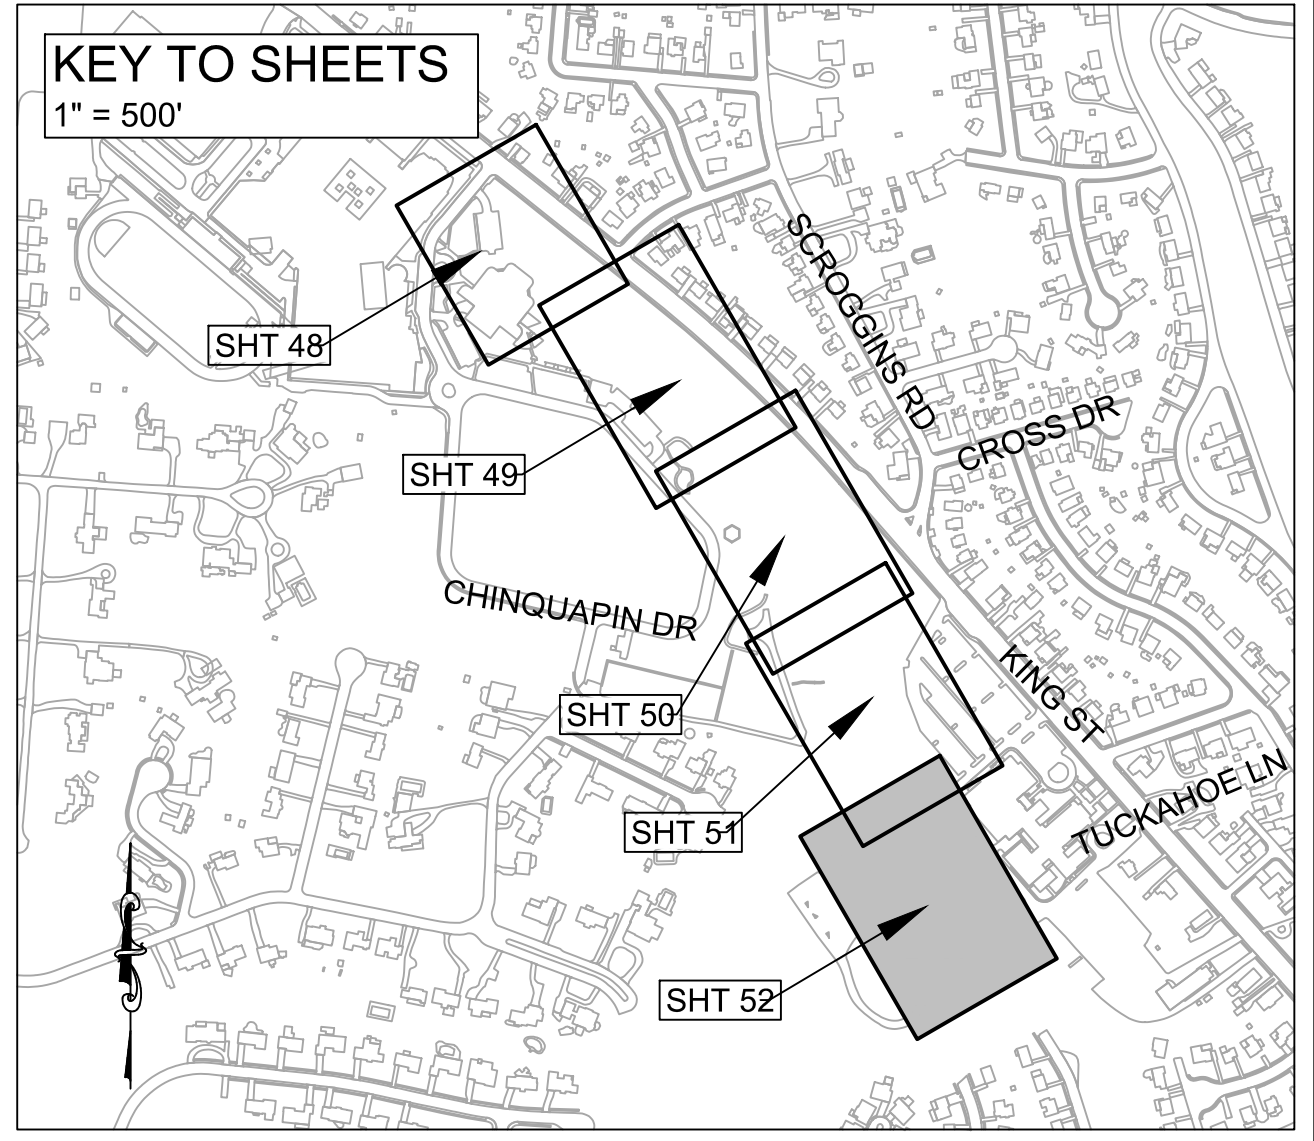 KEY TO SHEETS
1" = 500'
SCROGGINS RD
SHT 48
CROSS DR
SHT 49
CHINQUAPIN DR
KING ST
SHT 50
TUCKAHOE LN
SHT 51
SHT 52